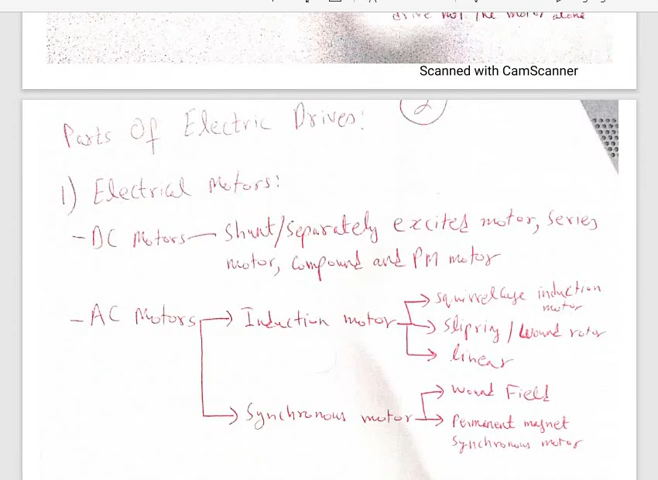 drive not the motor alone
Scanned with CamScanner
2
Parts Of Electric Drives:
1) Electrical Motors:
- DC Motors — Shunt/Separately excited motor, Series
motor, Compound and PM motor
- AC Motors → Induction motor → squirrel cage induction
motor
→ Slipring / Wound rotor
→ linear
→ Synchronous motor → Wound Field
→ Permenent magnet
Synchronous motor